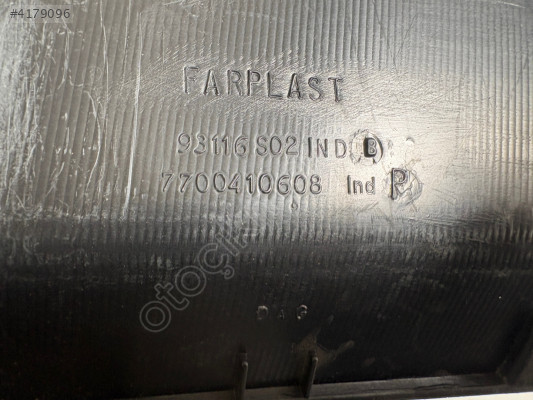 #4179096
FARPLAST
93116 S02 IND B
7700410608 Ind R